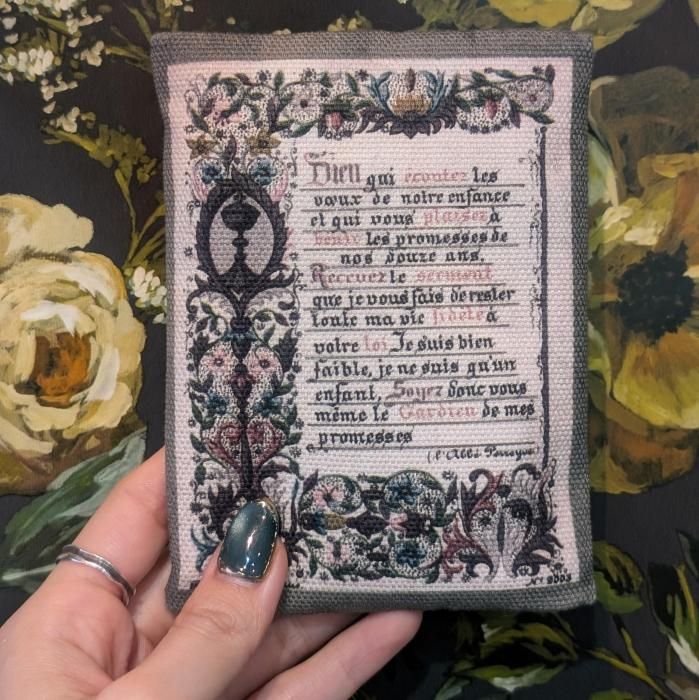 Dieu qui écoutez les
vœux de notre enfance
et qui vous plaisez à
bénir les promesses de
nos douze ans.
Recevez le serment
que je vous fais de rester
toute ma vie fidèle à
votre loi Je suis bien
faible, je ne suis qu'un
enfant, Soyez donc vous
même le Gardien de mes
promesses
(l'Abbé